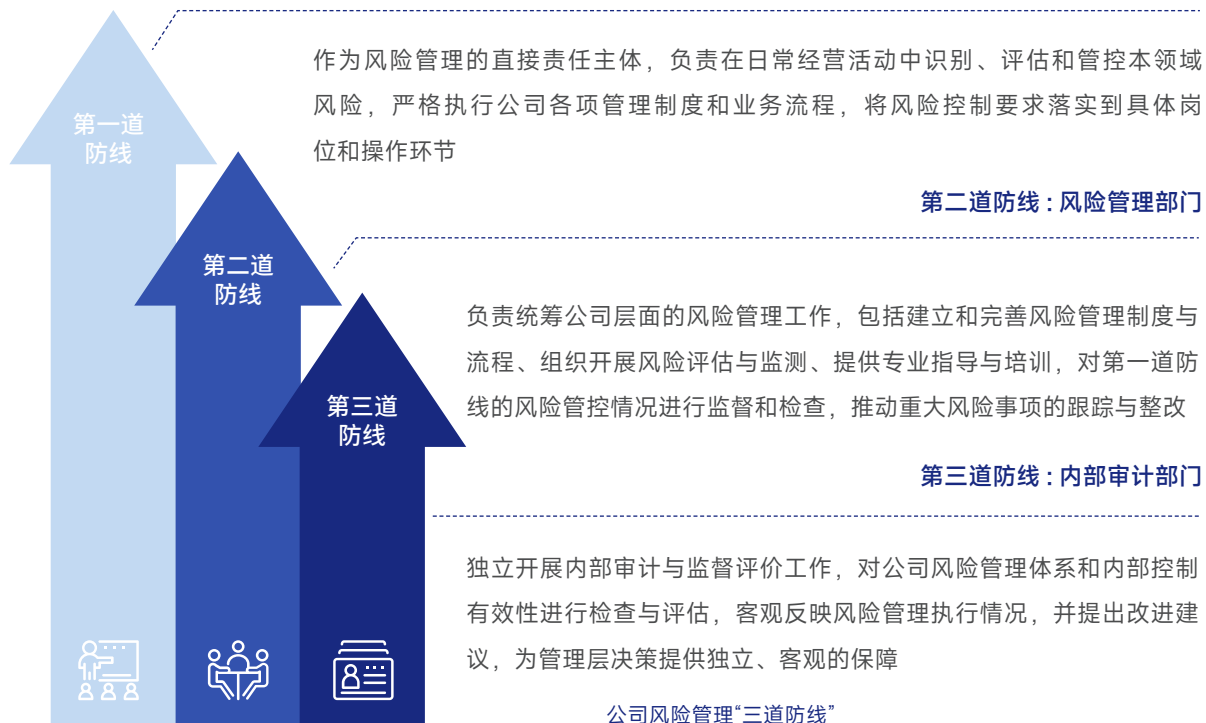 第一道
防线
作为风险管理的直接责任主体，负责在日常经营活动中识别、评估和管控本领域
风险，严格执行公司各项管理制度和业务流程，将风险控制要求落实到具体岗
位和操作环节
第二道防线：风险管理部门
第二道
防线
负责统筹公司层面的风险管理工作，包括建立和完善风险管理制度与
流程、组织开展风险评估与监测、提供专业指导与培训，对第一道防
线的风险管控情况进行监督和检查，推动重大风险事项的跟踪与整改
第三道
防线
第三道防线：内部审计部门
独立开展内部审计与监督评价工作，对公司风险管理体系和内部控制
有效性进行检查与评估，客观反映风险管理执行情况，并提出改进建
议，为管理层决策提供独立、客观的保障
公司风险管理“三道防线”